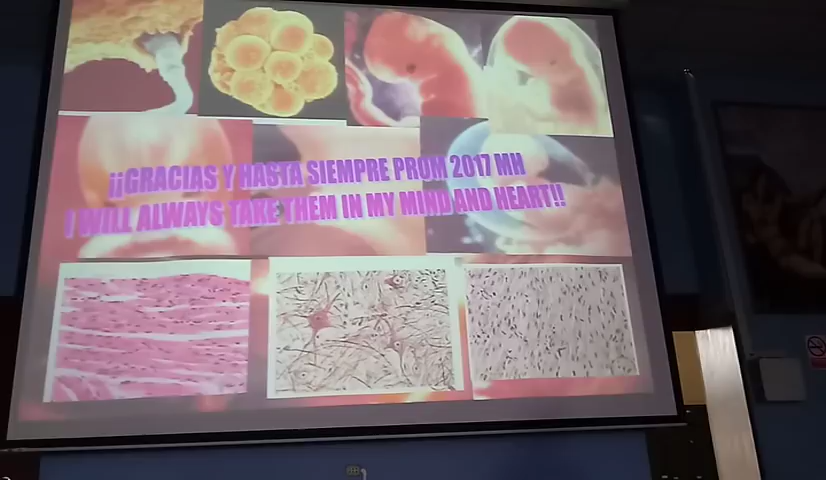 ¡¡GRACIAS Y HASTA SIEMPRE PROM 2017 MH
I WILL ALWAYS TAKE THEM IN MY MIND AND HEART!!